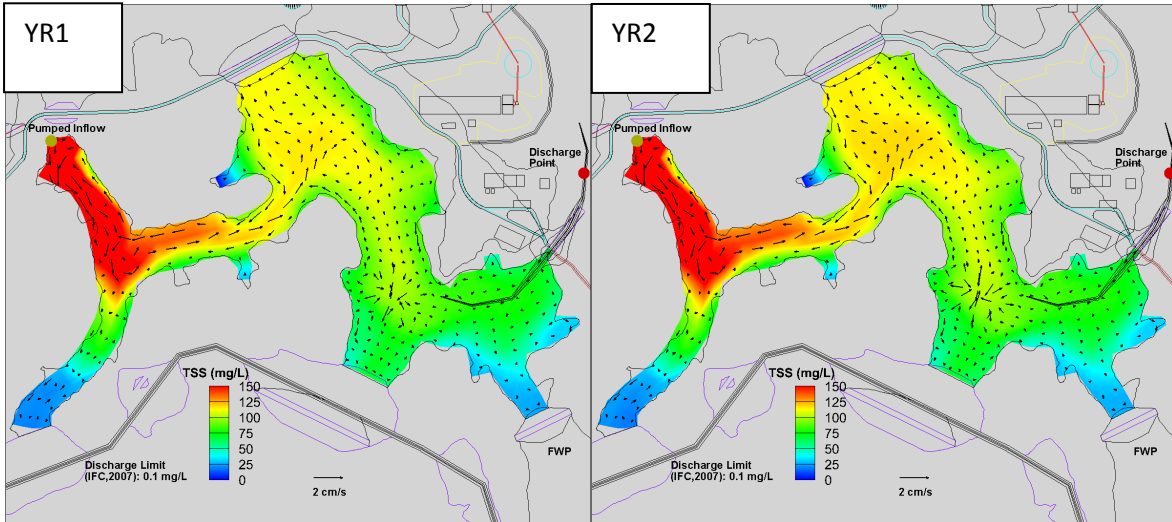 YR1
Pumped Inflow
Discharge
Point
TSS (mg/L)
150
125
100
75
50
25
0
Discharge Limit
(IFC,2007): 0.1 mg/L
2 cm/s
FWP
YR2
Pumped Inflow
Discharge
Point
TSS (mg/L)
150
125
100
75
50
25
0
Discharge Limit
(IFC,2007): 0.1 mg/L
2 cm/s
FWP